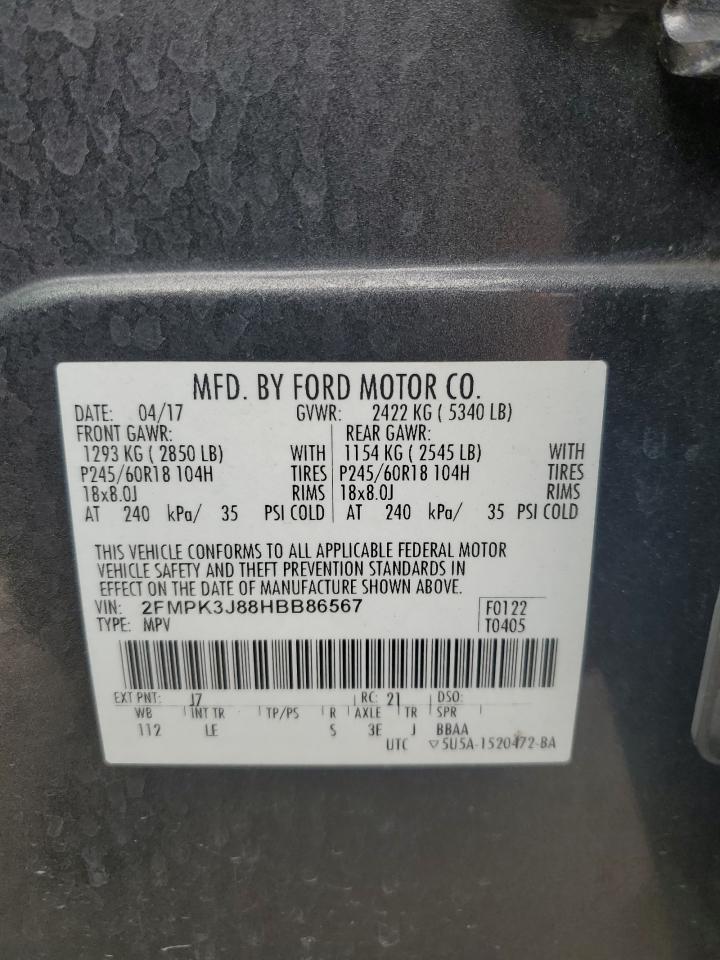 MFD. BY FORD MOTOR CO.
DATE: 04/17 GVWR: 2422 KG ( 5340 LB)
FRONT GAWR: REAR GAWR:
1293 KG ( 2850 LB) WITH 1154 KG ( 2545 LB) WITH
P245/60R18 104H TIRES P245/60R18 104H TIRES
18x8.0J RIMS 18x8.0J RIMS
AT 240 kPa/ 35 PSI COLD AT 240 kPa/ 35 PSI COLD
THIS VEHICLE CONFORMS TO ALL APPLICABLE FEDERAL MOTOR
VEHICLE SAFETY AND THEFT PREVENTION STANDARDS IN
EFFECT ON THE DATE OF MANUFACTURE SHOWN ABOVE.
VIN: 2FMPK3J88HBB86567 F0122
TYPE: MPV T0405
EXT PNT: J7 RC: 21 DSO:
WB INT TR TP/PS R AXLE TR SPR
112 LE S 3E J BBAA
UTC ▽5U5A-1520472-BA